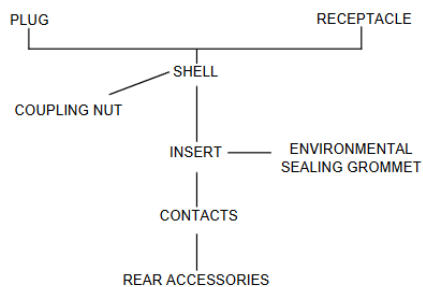 PLUG
RECEPTACLE
SHELL
COUPLING NUT
INSERT
ENVIRONMENTAL
SEALING GROMMET
CONTACTS
REAR ACCESSORIES